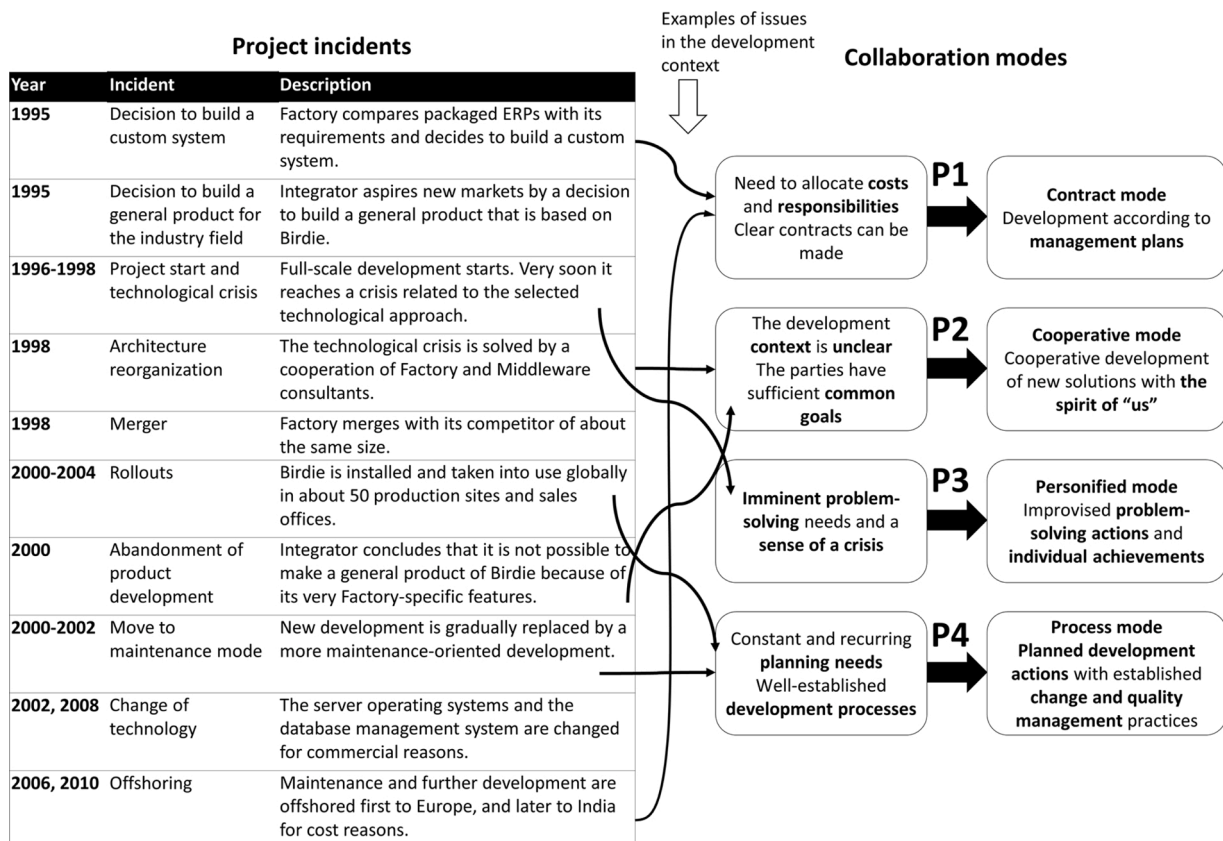 Project incidents
Year Incident Description
1995 Decision to build a custom system Factory compares packaged ERPs with its
requirements and decides to build a custom
system.
1995 Decision to build a general product for the industry field Integrator aspires new markets by a decision
to build a general product that is based on
Birdie.
1996-1998 Project start and technological crisis Full-scale development starts. Very soon it
reaches a crisis related to the selected
technological approach.
1998 Architecture reorganization The technological crisis is solved by a
cooperation of Factory and Middleware
consultants.
1998 Merger Factory merges with its competitor of about
the same size.
2000-2004 Rollouts Birdie is installed and taken into use globally
in about 50 production sites and sales
offices.
2000 Abandonment of product development Integrator concludes that it is not possible to
make a general product of Birdie because of
its very Factory-specific features.
2000-2002 Move to maintenance mode New development is gradually replaced by a
more maintenance-oriented development.
2002, 2008 Change of technology The server operating systems and the
database management system are changed
for commercial reasons.
2006, 2010 Offshoring Maintenance and further development are
offshored first to Europe, and later to India
for cost reasons.
Examples of issues
in the development
context
Collaboration modes
Need to allocate costs
and responsibilities
Clear contracts can be
made
P1
Contract mode
Development according to
management plans
The development
context is unclear
The parties have
sufficient common
goals
P2
Cooperative mode
Cooperative development
of new solutions with the
spirit of “us”
Imminent problem-
solving needs and a
sense of a crisis
P3
Personified mode
Improvised problem-
solving actions and
individual achievements
Constant and recurring
planning needs
Well-established
development processes
P4
Process mode
Planned development
actions with established
change and quality
management practices